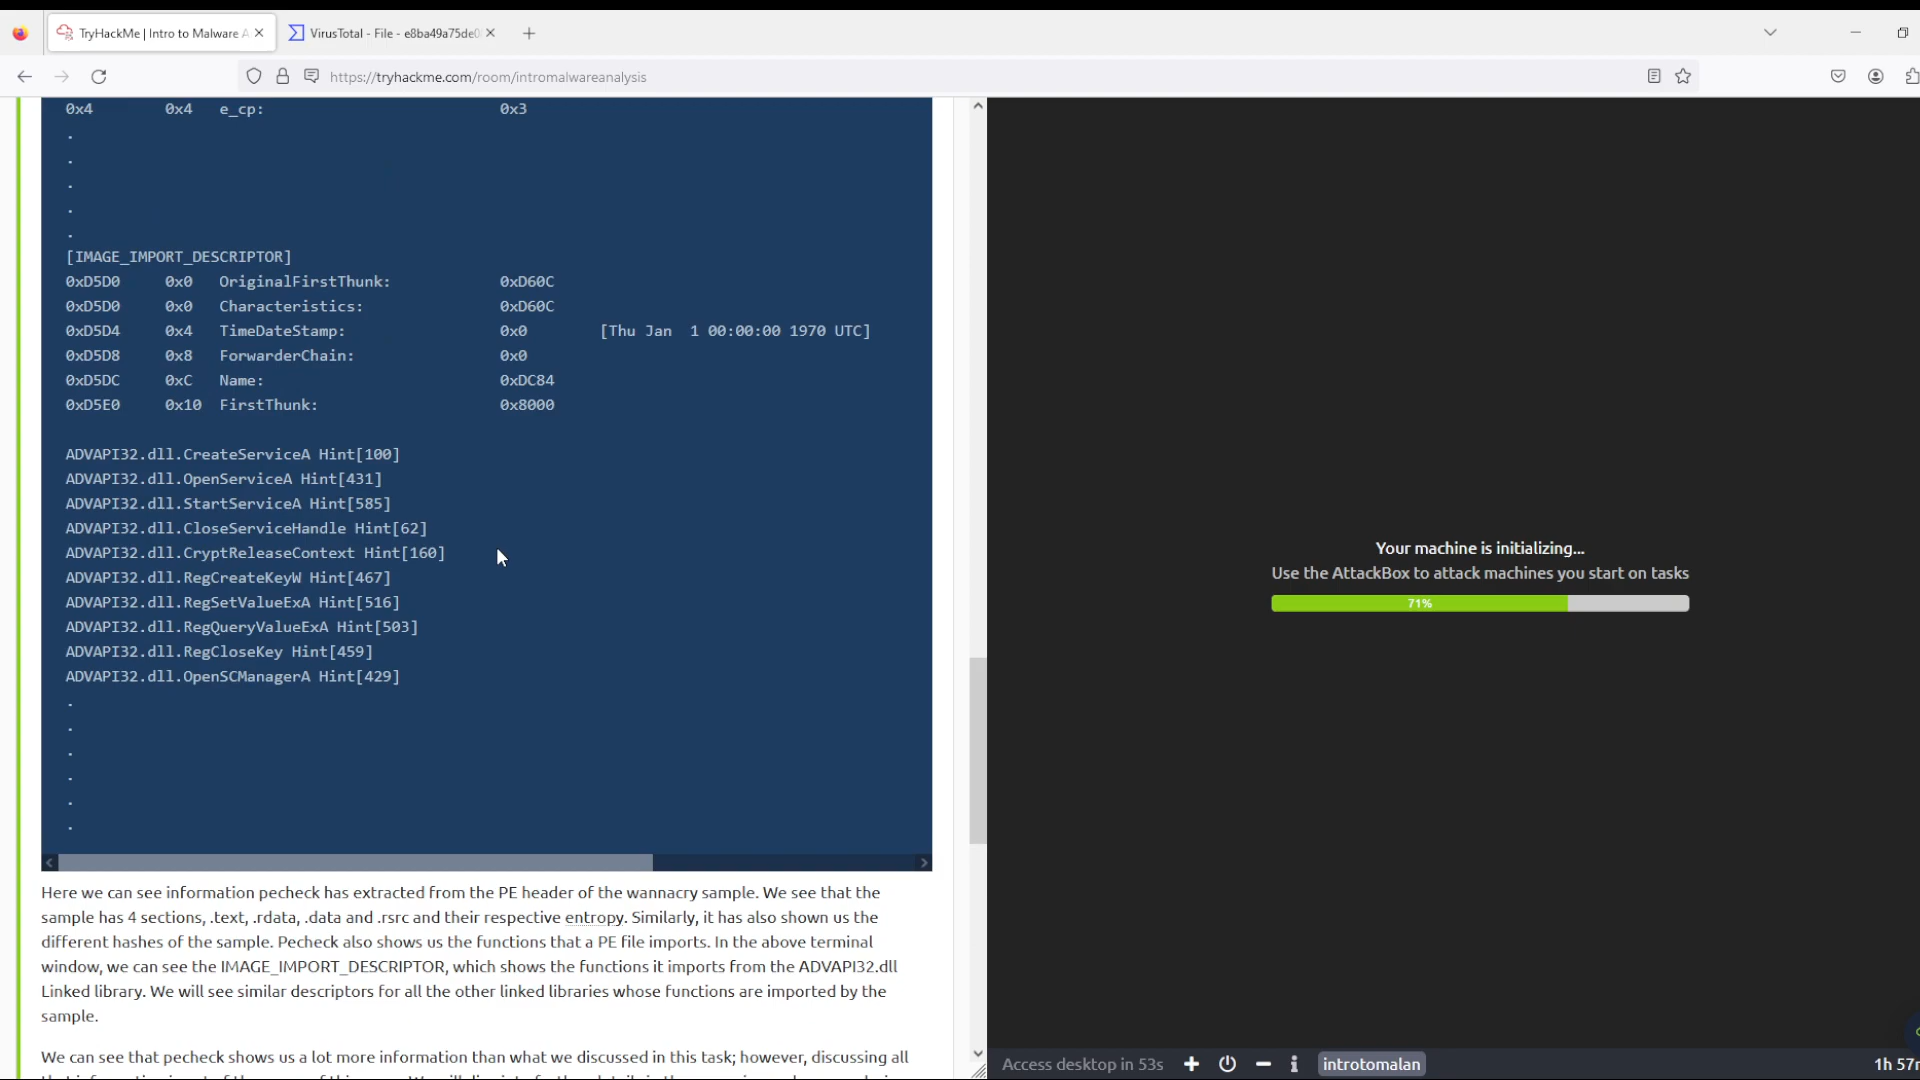 TryHackMe | Intro to Malware A
VirusTotal - File - e8ba49a75de0
https://tryhackme.com/room/intromalwareanalysis
0x4 0x4 e_cp: 0x3
.
.
.
.
.
[IMAGE_IMPORT_DESCRIPTOR]
0xD5D0 0x0 OriginalFirstThunk: 0xD60C
0xD5D0 0x0 Characteristics: 0xD60C
0xD5D4 0x4 TimeDateStamp: 0x0 [Thu Jan 1 00:00:00 1970 UTC]
0xD5D8 0x8 ForwarderChain: 0x0
0xD5DC 0xC Name: 0xDC84
0xD5E0 0x10 FirstThunk: 0x8000
ADVAPI32.dll.CreateServiceA Hint[100]
ADVAPI32.dll.OpenServiceA Hint[431]
ADVAPI32.dll.StartServiceA Hint[585]
ADVAPI32.dll.CloseServiceHandle Hint[62]
ADVAPI32.dll.CryptReleaseContext Hint[160]
ADVAPI32.dll.RegCreateKeyW Hint[467]
ADVAPI32.dll.RegSetValueExA Hint[516]
ADVAPI32.dll.RegQueryValueExA Hint[503]
ADVAPI32.dll.RegCloseKey Hint[459]
ADVAPI32.dll.OpenSCManagerA Hint[429]
.
.
.
.
.
.
Here we can see information pecheck has extracted from the PE header of the wannacry sample. We see that the
sample has 4 sections, .text, .rdata, .data and .rsrc and their respective entropy. Similarly, it has also shown us the
different hashes of the sample. Pecheck also shows us the functions that a PE file imports. In the above terminal
window, we can see the IMAGE_IMPORT_DESCRIPTOR, which shows the functions it imports from the ADVAPI32.dll
Linked library. We will see similar descriptors for all the other linked libraries whose functions are imported by the
sample.
We can see that pecheck shows us a lot more information than what we discussed in this task; however, discussing all
Your machine is initializing...
Use the AttackBox to attack machines you start on tasks
71%
Access desktop in 53s
introtomalan
1h 57m